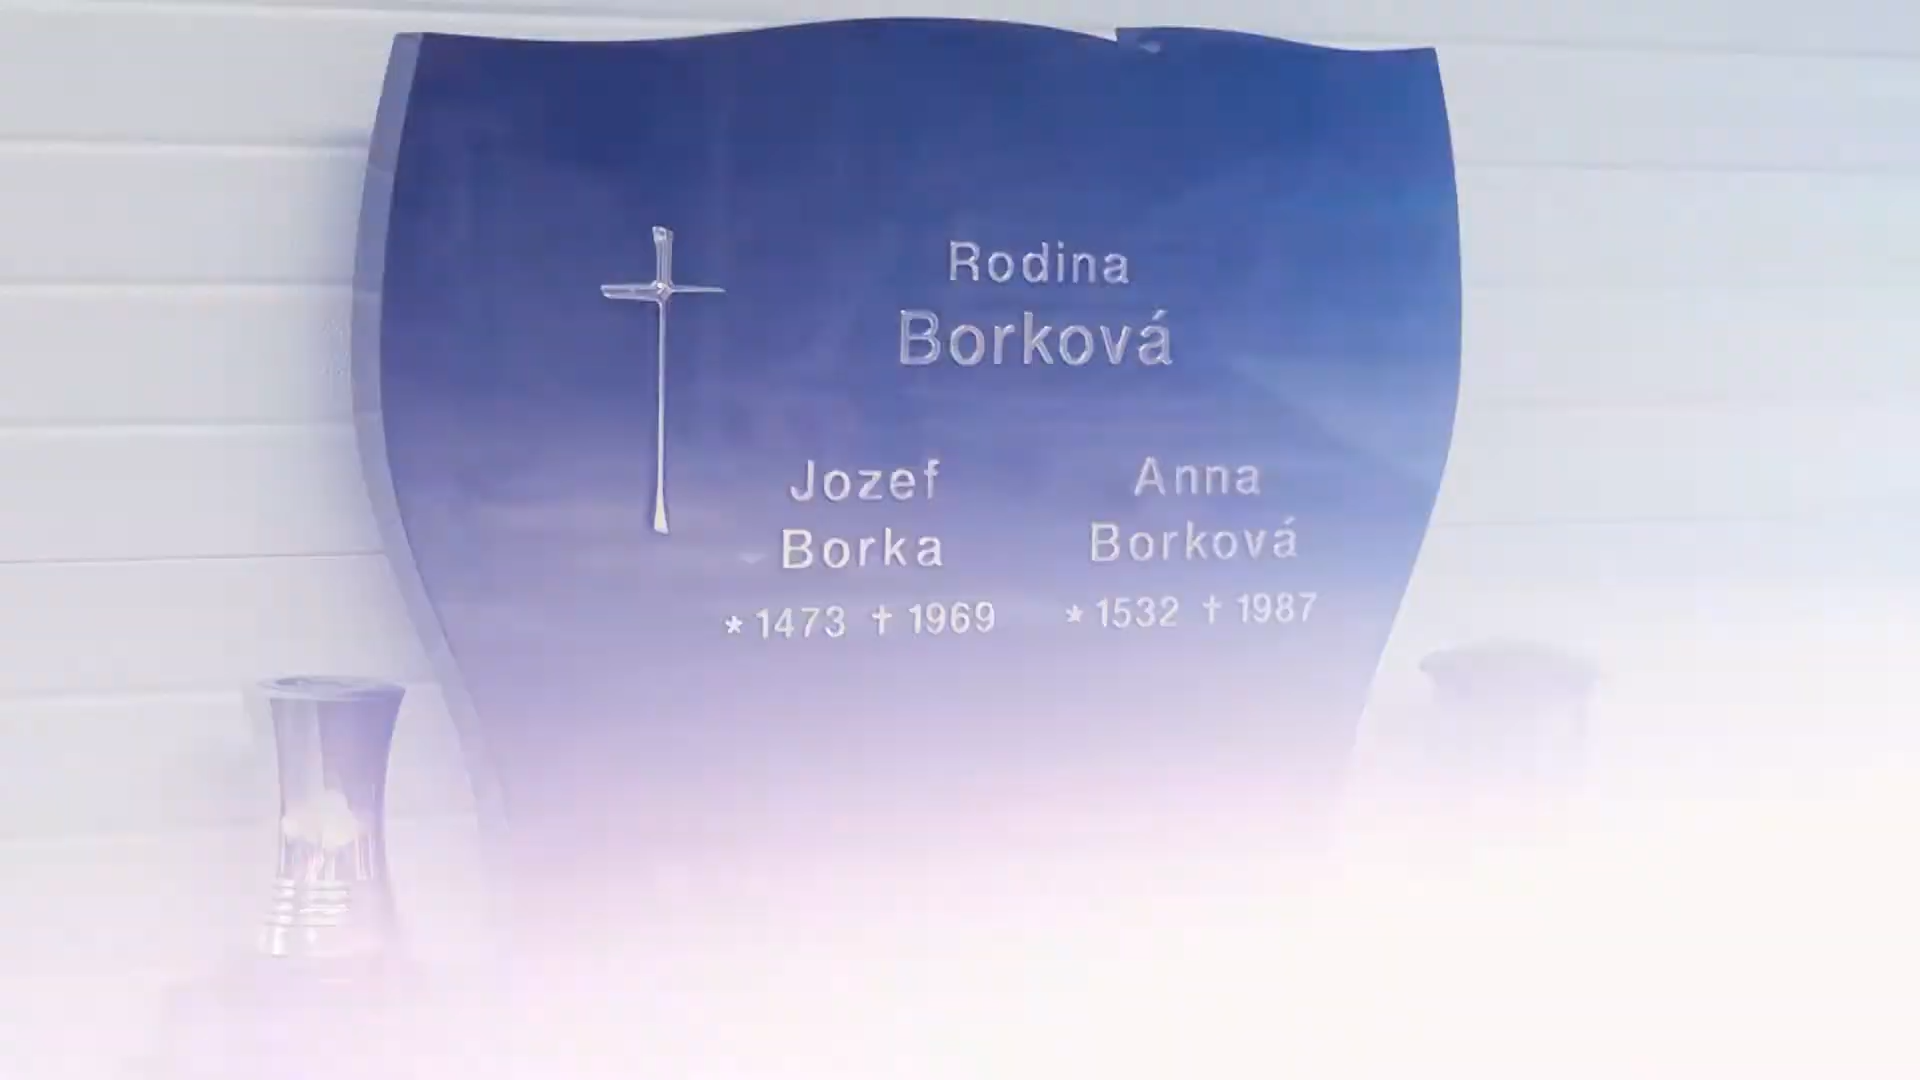 Rodina
Borková
Jozef
Borka
*1473 †1969
Anna
Borková
*1532 †1987